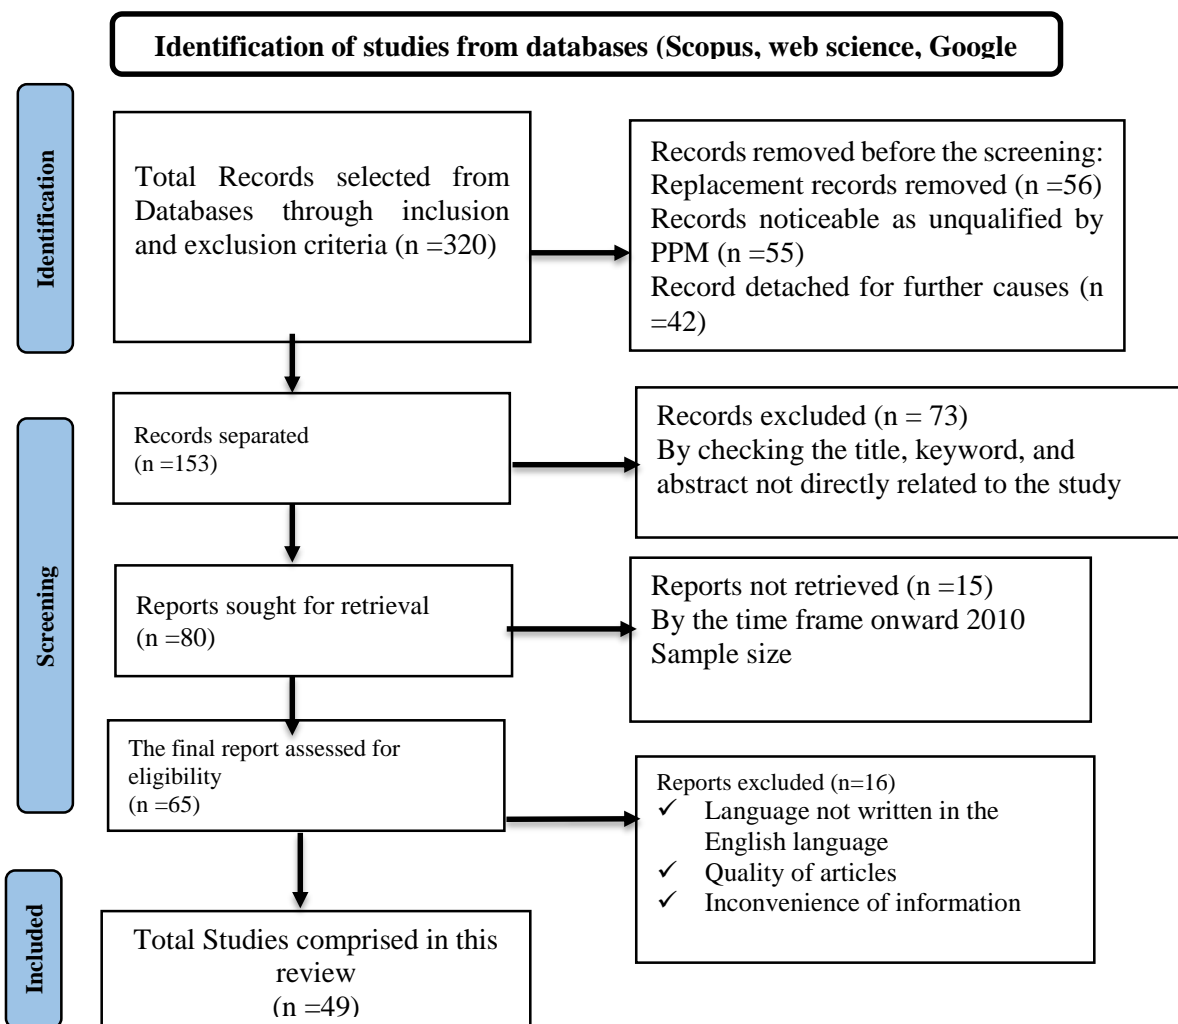 Identification of studies from databases (Scopus, web science, Google
Identification
Total Records selected from
Databases through inclusion
and exclusion criteria (n =320)
Records removed before the screening:
Replacement records removed (n =56)
Records noticeable as unqualified by
PPM (n =55)
Record detached for further causes (n
=42)
Screening
Records separated
(n =153)
Records excluded (n = 73)
By checking the title, keyword, and
abstract not directly related to the study
Reports sought for retrieval
(n =80)
Reports not retrieved (n =15)
By the time frame onward 2010
Sample size
The final report assessed for
eligibility
(n =65)
Reports excluded (n=16)
✓ Language not written in the
English language
✓ Quality of articles
✓ Inconvenience of information
Included
Total Studies comprised in this
review
(n =49)